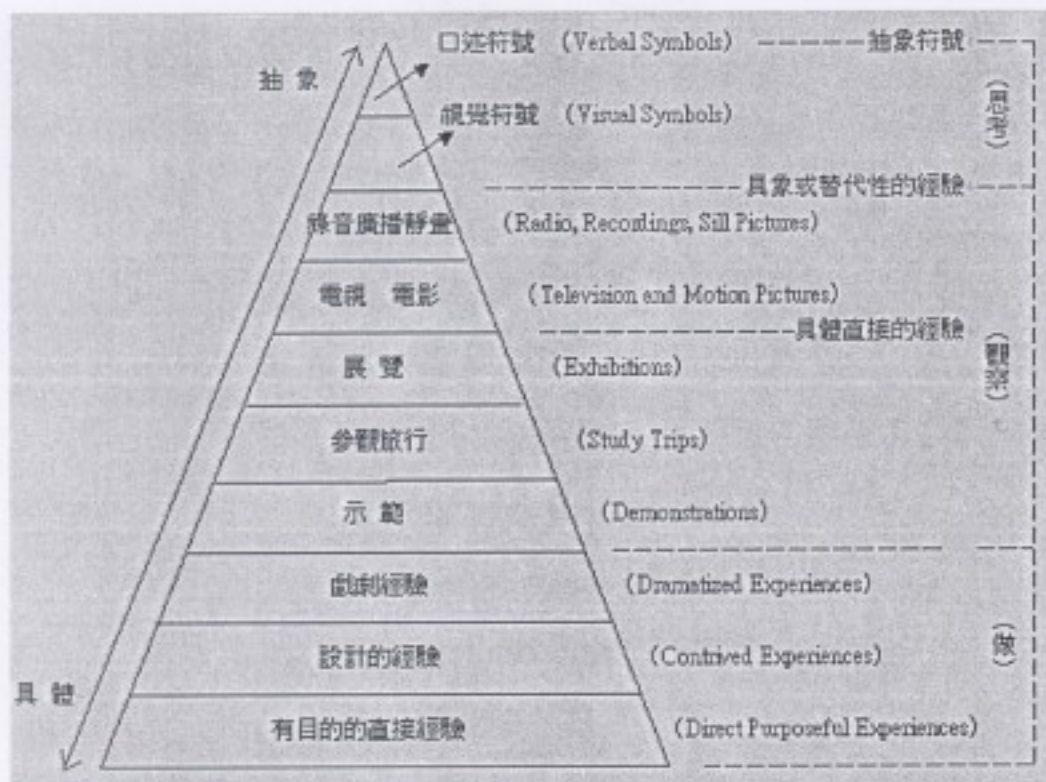 口述符號 (Verbal Symbols) 抽象符號
抽 象
視覺符號 (Visual Symbols)
(思考)
具象或替代性的經驗
錄音廣播靜畫 (Radio, Recordings, Sill Pictures)
電視 電影 (Television and Motion Pictures)
具體直接的經驗
(觀察)
展 覽 (Exhibitions)
參觀旅行 (Study Trips)
示 範 (Demonstrations)
戲劇經驗 (Dramatized Experiences)
設計的經驗 (Contrived Experiences)
(做)
具 體
有目的的直接經驗 (Direct Purposeful Experiences)